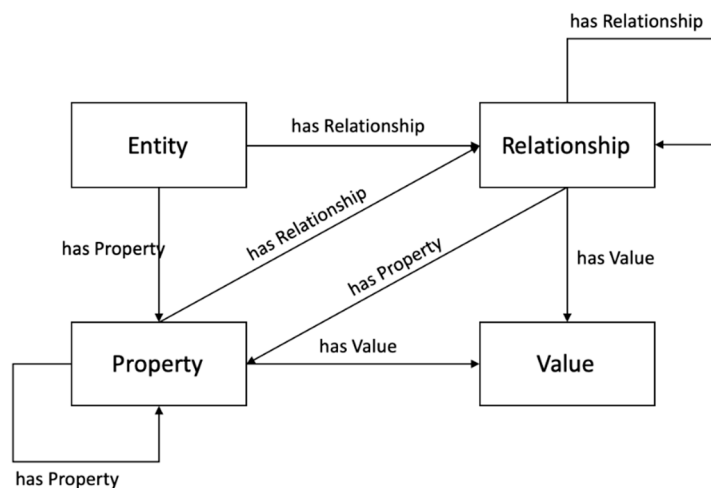 has Relationship
Entity
has Relationship
Relationship
has Property
has Relationship
has Property
has Value
Property
has Value
Value
has Property